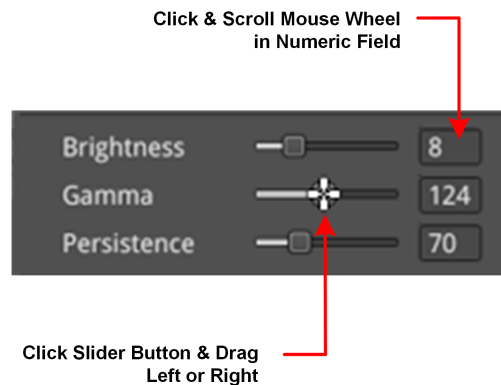 Click & Scroll Mouse Wheel
in Numeric Field
Brightness 8
Gamma 124
Persistence 70
Click Slider Button & Drag
Left or Right